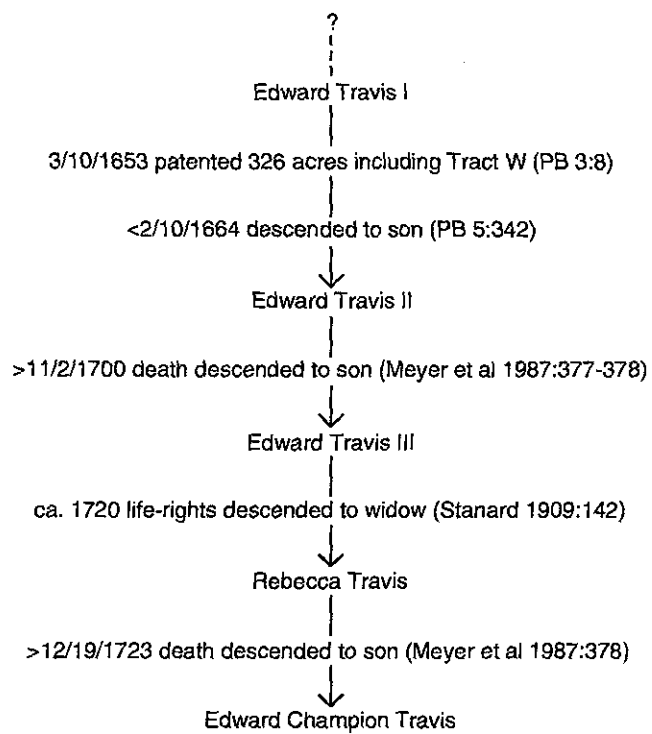 ?
Edward Travis I
3/10/1653 patented 326 acres including Tract W (PB 3:8)
<2/10/1664 descended to son (PB 5:342)
Edward Travis II
>11/2/1700 death descended to son (Meyer et al 1987:377-378)
Edward Travis III
ca. 1720 life-rights descended to widow (Stanard 1909:142)
Rebecca Travis
>12/19/1723 death descended to son (Meyer et al 1987:378)
Edward Champion Travis